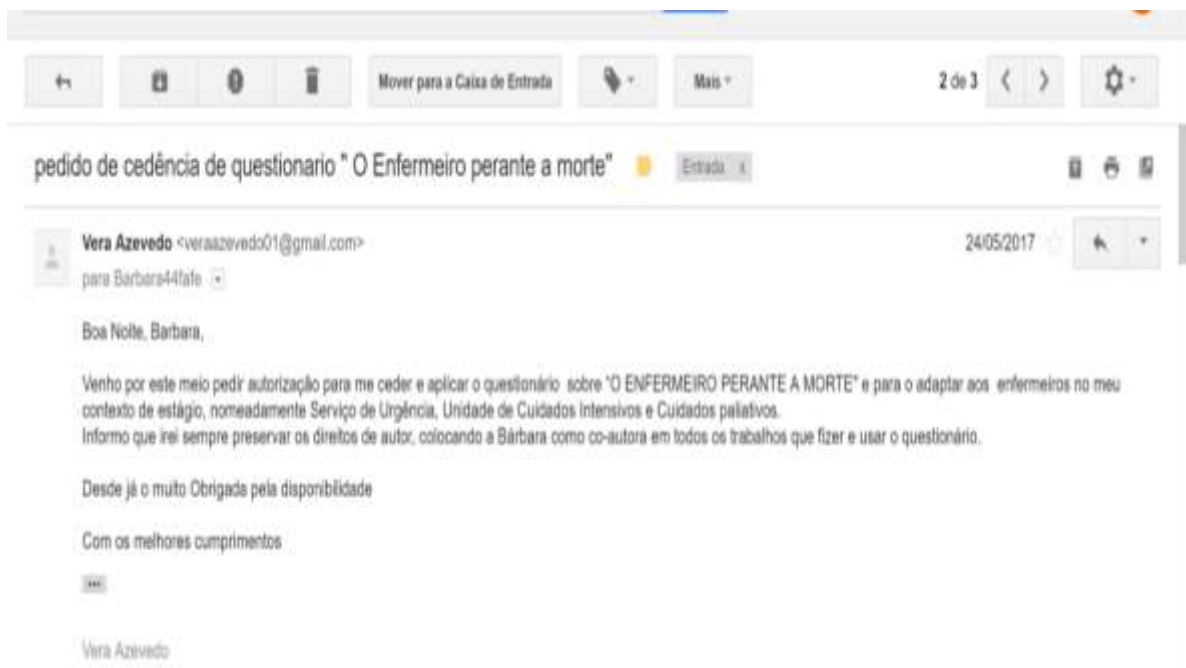 Mover para a Caixa de Entrada Mais 2 de 3
pedido de cedência de questionario " O Enfermeiro perante a morte" Entrada x
Vera Azevedo <veraazevedo01@gmail.com> 24/05/2017
para Barbara44fafe
Boa Noite, Barbara,
Venho por este meio pedir autorização para me ceder e aplicar o questionário sobre "O ENFERMEIRO PERANTE A MORTE" e para o adaptar aos enfermeiros no meu
contexto de estágio, nomeadamente Serviço de Urgência, Unidade de Cuidados Intensivos e Cuidados paliativos.
Informo que irei sempre preservar os direitos de autor, colocando a Bárbara como co-autora em todos os trabalhos que fizer e usar o questionário.
Desde já o muito Obrigada pela disponibilidade
Com os melhores cumprimentos
Vera Azevedo